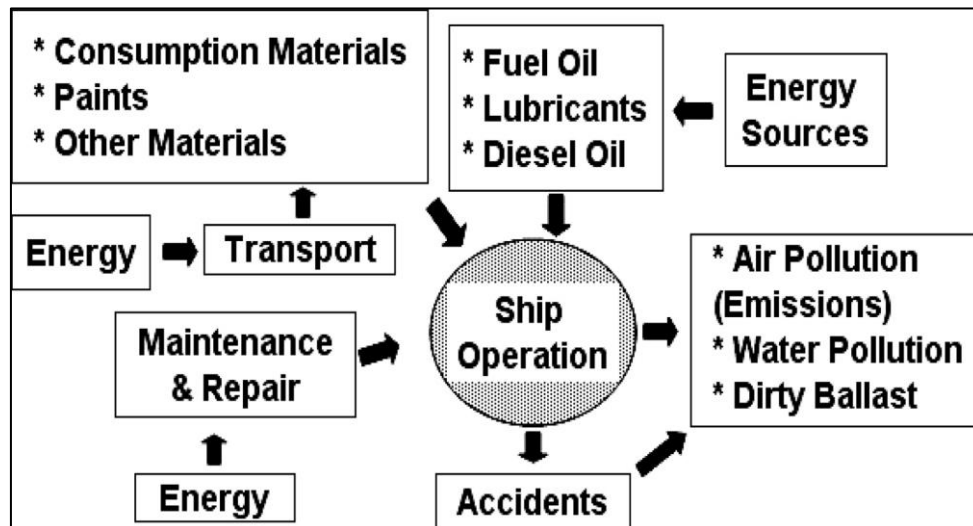 * Consumption Materials
* Paints
* Other Materials
* Fuel Oil
* Lubricants
* Diesel Oil
Energy
Sources
Energy
Transport
Ship
Operation
* Air Pollution
(Emissions)
* Water Pollution
* Dirty Ballast
Maintenance
& Repair
Energy
Accidents